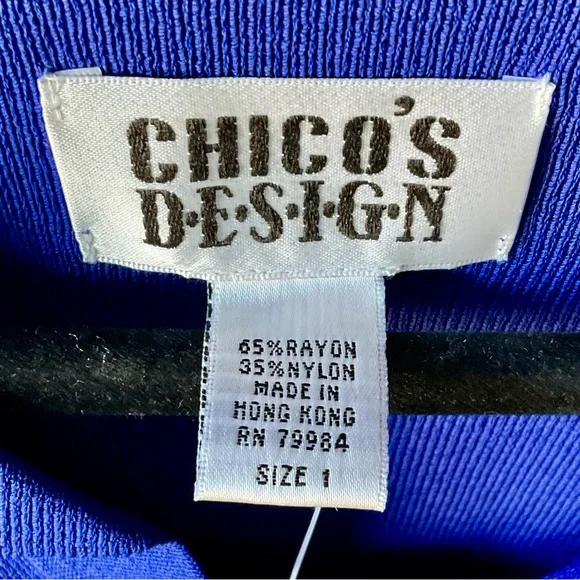 CHICO'S
D·E·S·I·G·N
65%RAYON
35%NYLON
MADE IN
HONG KONG
RN 79984
SIZE 1